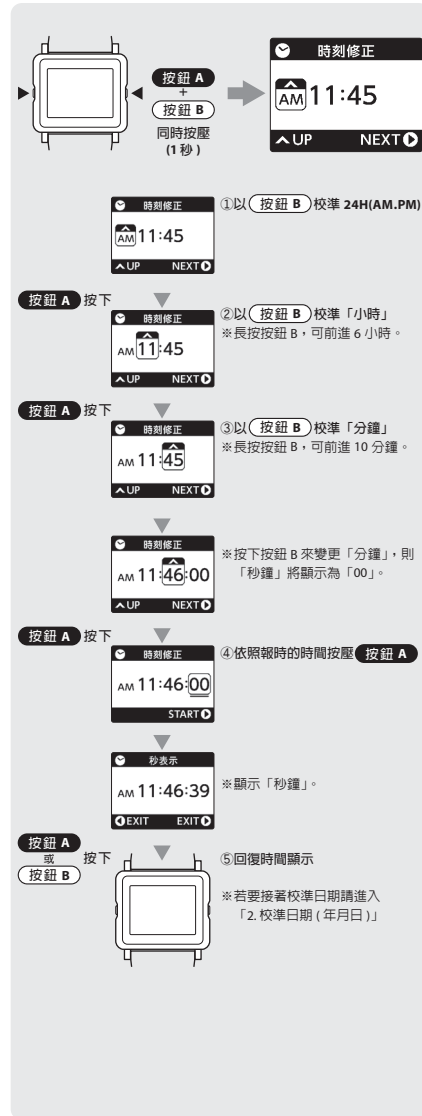 按鈕 A
+
按鈕 B
同時按壓
(1 秒 )
時刻修正
AM 11:45
UP NEXT
時刻修正
AM 11:45
UP NEXT
①以 按鈕 B 校準 24H(AM.PM)
按鈕 A 按下
時刻修正
AM 11:45
UP NEXT
②以 按鈕 B 校準「小時」
※長按按鈕 B，可前進 6 小時。
按鈕 A 按下
時刻修正
AM 11:45
UP NEXT
③以 按鈕 B 校準「分鐘」
※長按按鈕 B，可前進 10 分鐘。
時刻修正
AM 11:46:00
UP NEXT
※按下按鈕 B 來變更「分鐘」，則
「秒鐘」將顯示為「00」。
按鈕 A 按下
時刻修正
AM 11:46:00
START
④依照報時的時間按壓 按鈕 A
秒表示
AM 11:46:39
EXIT EXIT
※顯示「秒鐘」。
按鈕 A
或
按鈕 B
按下
⑤回復時間顯示
※若要接著校準日期請進入
「2. 校準日期 ( 年月日 )」